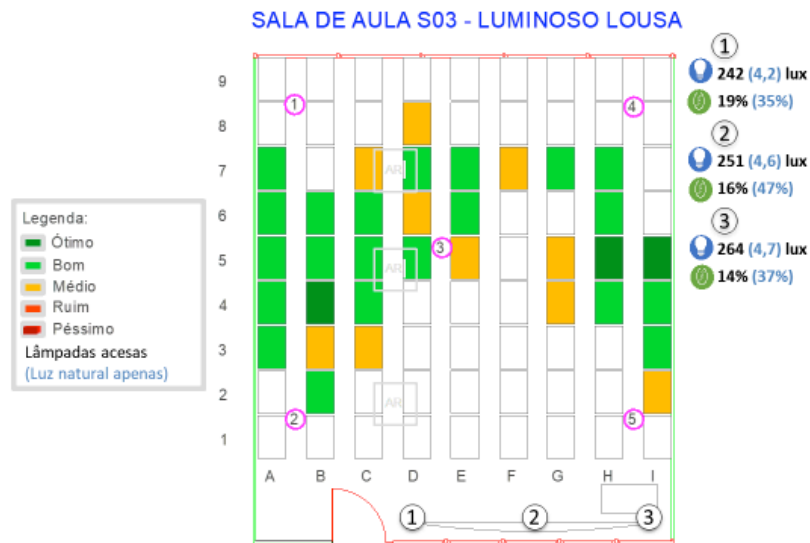 SALA DE AULA S03 - LUMINOSO LOUSA
1
242 (4,2) lux
19% (35%)
2
251 (4,6) lux
16% (47%)
3
264 (4,7) lux
14% (37%)
Legenda:
Ótimo
Bom
Médio
Ruim
Péssimo
Lâmpadas acesas
(Luz natural apenas)
9
1
4
8
7
AR
6
5
3
AR
4
3
2
AR
2
5
1
A B C D E F G H I
1 2 3